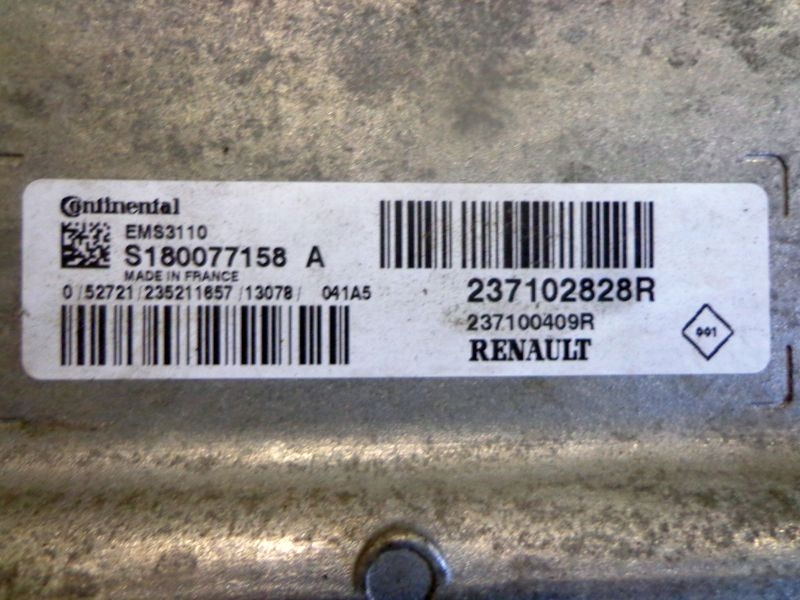 Continental
EMS3110
S180077158 A
MADE IN FRANCE
0/52721/235211657/13078/ 041A5
237102828R
237100409R
RENAULT
001